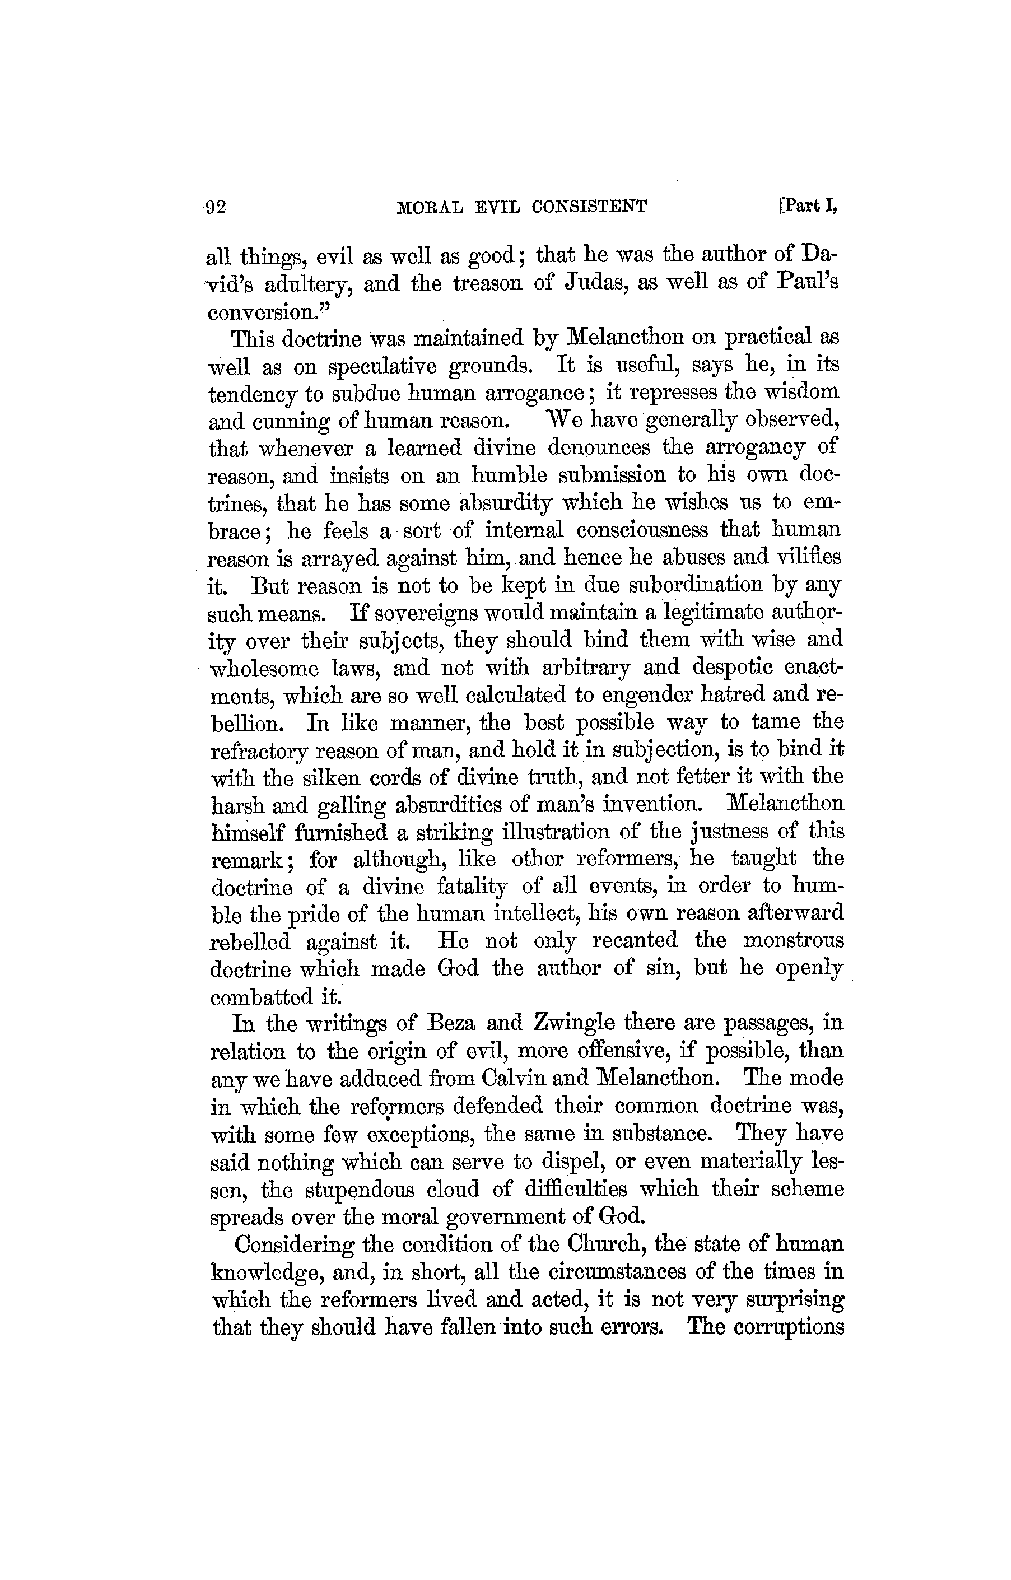 92 MORAL EVIL CONSISTENT [Part I,
all things, evil as well as good; that he was the author of Da-
vid's adultery, and the treason of Judas, as well as of Paul's
conversion."
This doctrine was maintained by Melancthon on practical as
well as on speculative grounds. It is useful, says he, in its
tendency to subdue human arrogance; it represses the wisdom
and cunning of human reason. We have generally observed,
that whenever a learned divine denounces the arrogancy of
reason, and insists on an humble submission to his own doc-
trines, that he has some absurdity which he wishes us to em-
brace; he feels a sort of internal consciousness that human
reason is arrayed against him, and hence he abuses and vilifies
it. But reason is not to be kept in due subordination by any
such means. If sovereigns would maintain a legitimate author-
ity over their subjects, they should bind them with wise and
wholesome laws, and not with arbitrary and despotic enact-
ments, which are so well calculated to engender hatred and re-
bellion. In like manner, the best possible way to tame the
refractory reason of man, and hold it in subjection, is to bind it
with the silken cords of divine truth, and not fetter it with the
harsh and galling absurdities of man's invention. Melancthon
himself furnished a striking illustration of the justness of this
remark; for although, like other reformers, he taught the
doctrine of a divine fatality of all events, in order to hum-
ble the pride of the human intellect, his own reason afterward
rebelled against it. He not only recanted the monstrous
doctrine which made God the author of sin, but he openly
combatted it.
In the writings of Beza and Zwingle there are passages, in
relation to the origin of evil, more offensive, if possible, than
any we have adduced from Calvin and Melancthon. The mode
in which the reformers defended their common doctrine was,
with some few exceptions, the same in substance. They have
said nothing which can serve to dispel, or even materially les-
sen, the stupendous cloud of difficulties which their scheme
spreads over the moral government of God.
Considering the condition of the Church, the state of human
knowledge, and, in short, all the circumstances of the times in
which the reformers lived and acted, it is not very surprising
that they should have fallen into such errors. The corruptions